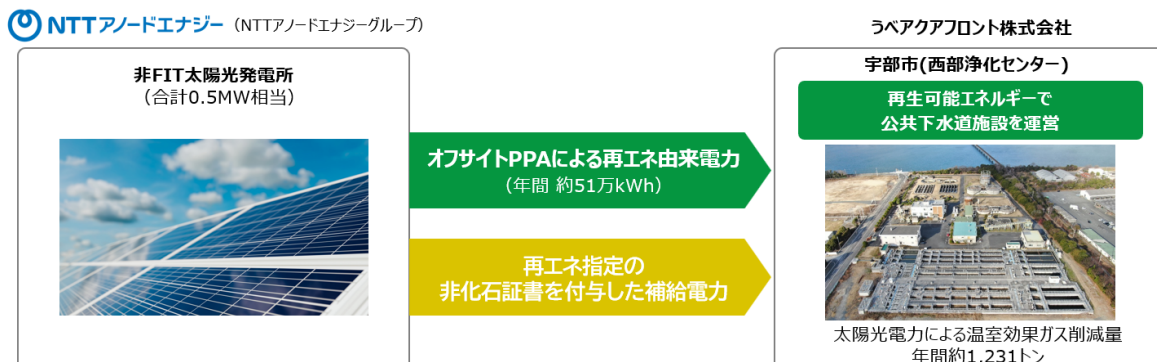 NTTアノードエナジー（NTTアノードエナジーグループ）
非FIT太陽光発電所
（合計0.5MW相当）
オフサイトPPAによる再エネ由来電力
（年間 約51万kWh）
再エネ指定の
非化石証書を付与した補給電力
うべアクアフロント株式会社
宇部市(西部浄化センター)
再生可能エネルギーで
公共下水道施設を運営
太陽光電力による温室効果ガス削減量
年間約1,231トン